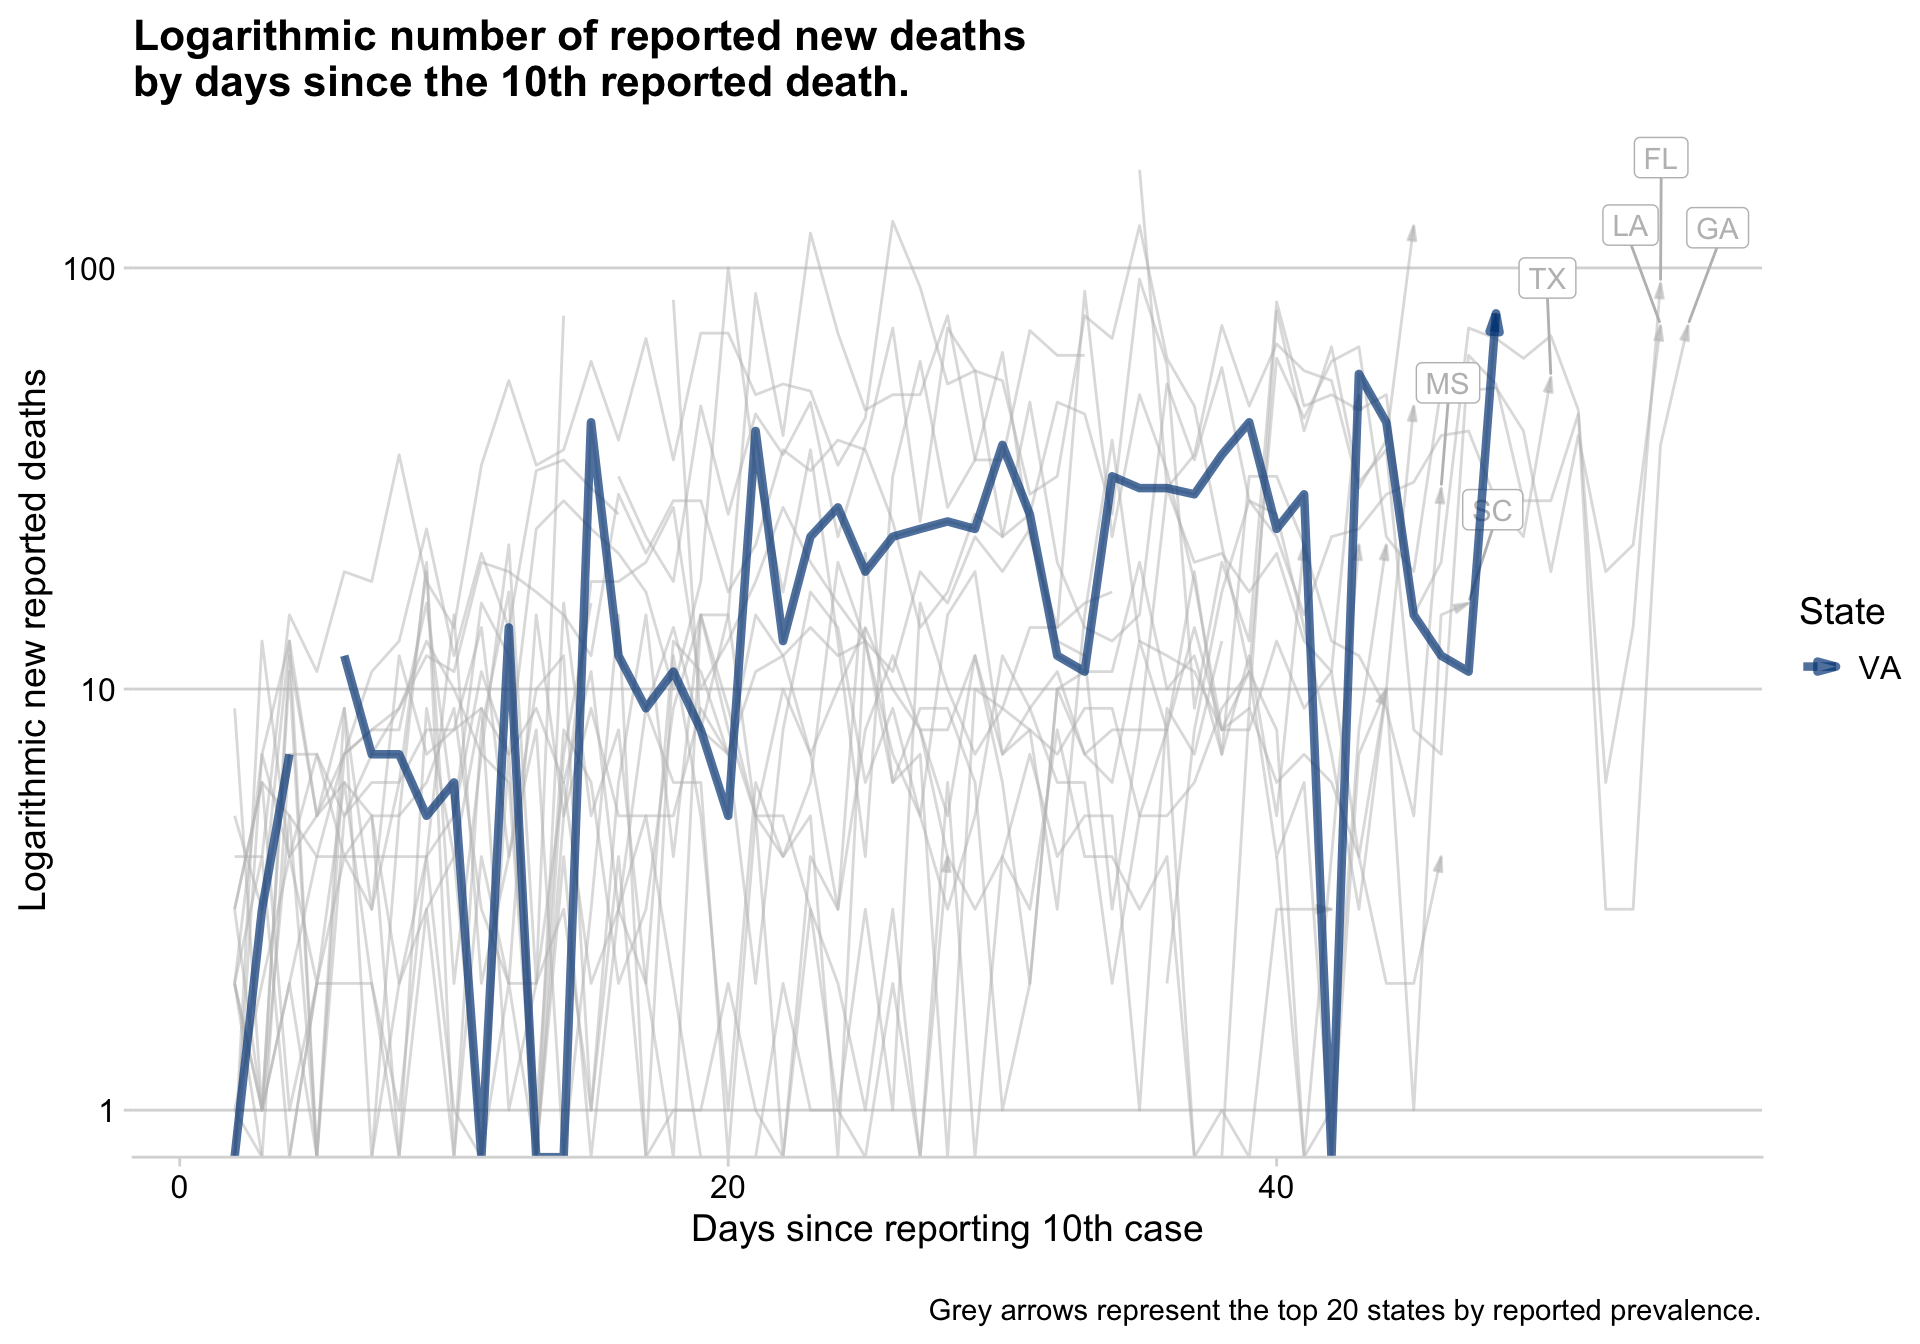 Logarithmic number of reported new deaths
by days since the 10th reported death.
FL
LA
GA
TX
MS
SC
100
10
1
Logarithmic new reported deaths
0
20
40
Days since reporting 10th case
State
VA
Grey arrows represent the top 20 states by reported prevalence.